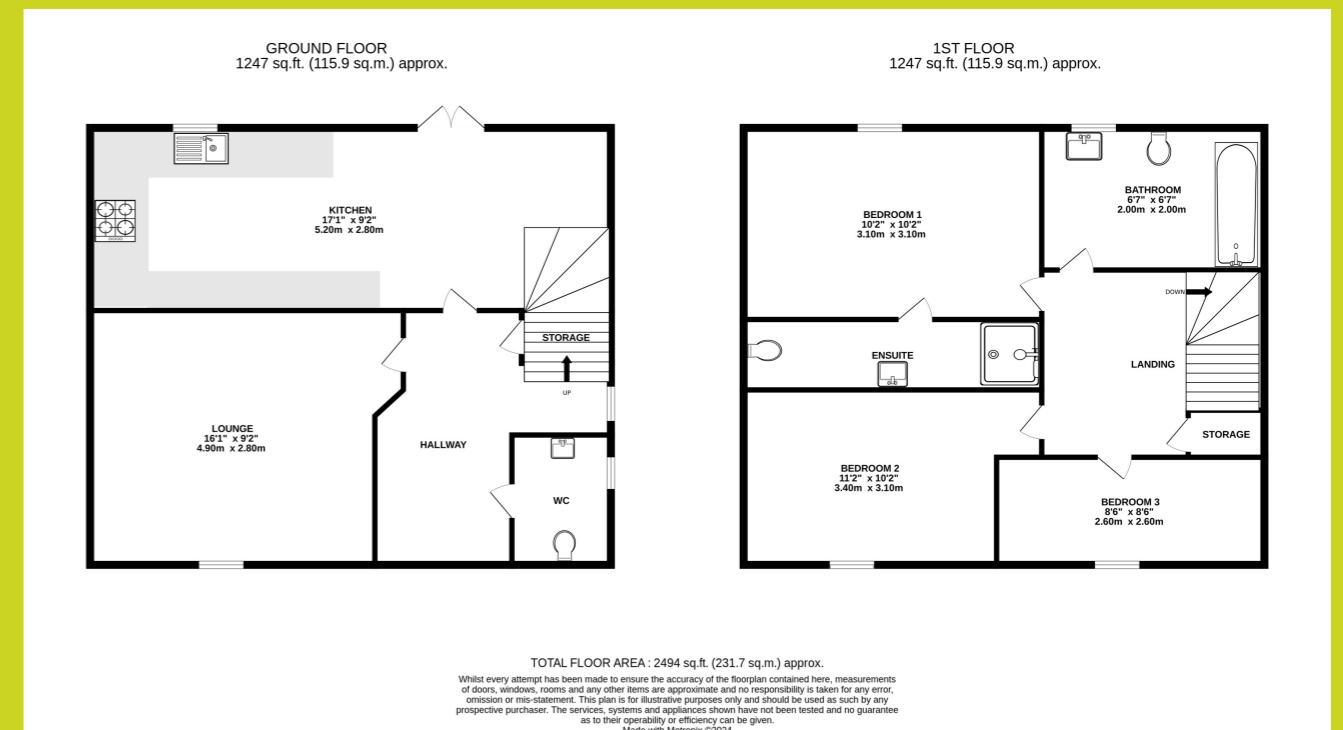 GROUND FLOOR
1247 sq.ft. (115.9 sq.m.) approx.
KITCHEN
17'1" x 9'2"
5.20m x 2.80m
STORAGE
UP
LOUNGE
16'1" x 9'2"
4.90m x 2.80m
HALLWAY
WC
1ST FLOOR
1247 sq.ft. (115.9 sq.m.) approx.
BEDROOM 1
10'2" x 10'2"
3.10m x 3.10m
BATHROOM
6'7" x 6'7"
2.00m x 2.00m
DOWN
ENSUITE
LANDING
STORAGE
BEDROOM 2
11'2" x 10'2"
3.40m x 3.10m
BEDROOM 3
8'6" x 8'6"
2.60m x 2.60m
TOTAL FLOOR AREA : 2494 sq.ft. (231.7 sq.m.) approx.
Whilst every attempt has been made to ensure the accuracy of the floorplan contained here, measurements
of doors, windows, rooms and any other items are approximate and no responsibility is taken for any error,
omission or mis-statement. This plan is for illustrative purposes only and should be used as such by any
prospective purchaser. The services, systems and appliances shown have not been tested and no guarantee
as to their operability or efficiency can be given.
Made with Metropix ©2024